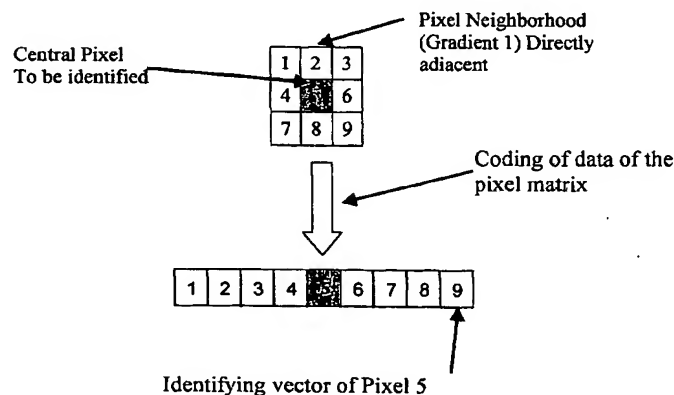 Pixel Neighborhood
(Gradient 1) Directly
adiacent
Central Pixel
To be identified
1 2 3
4 6
7 8 9
Coding of data of the
pixel matrix
1 2 3 4 5 6 7 8 9
Identifying vector of Pixel 5